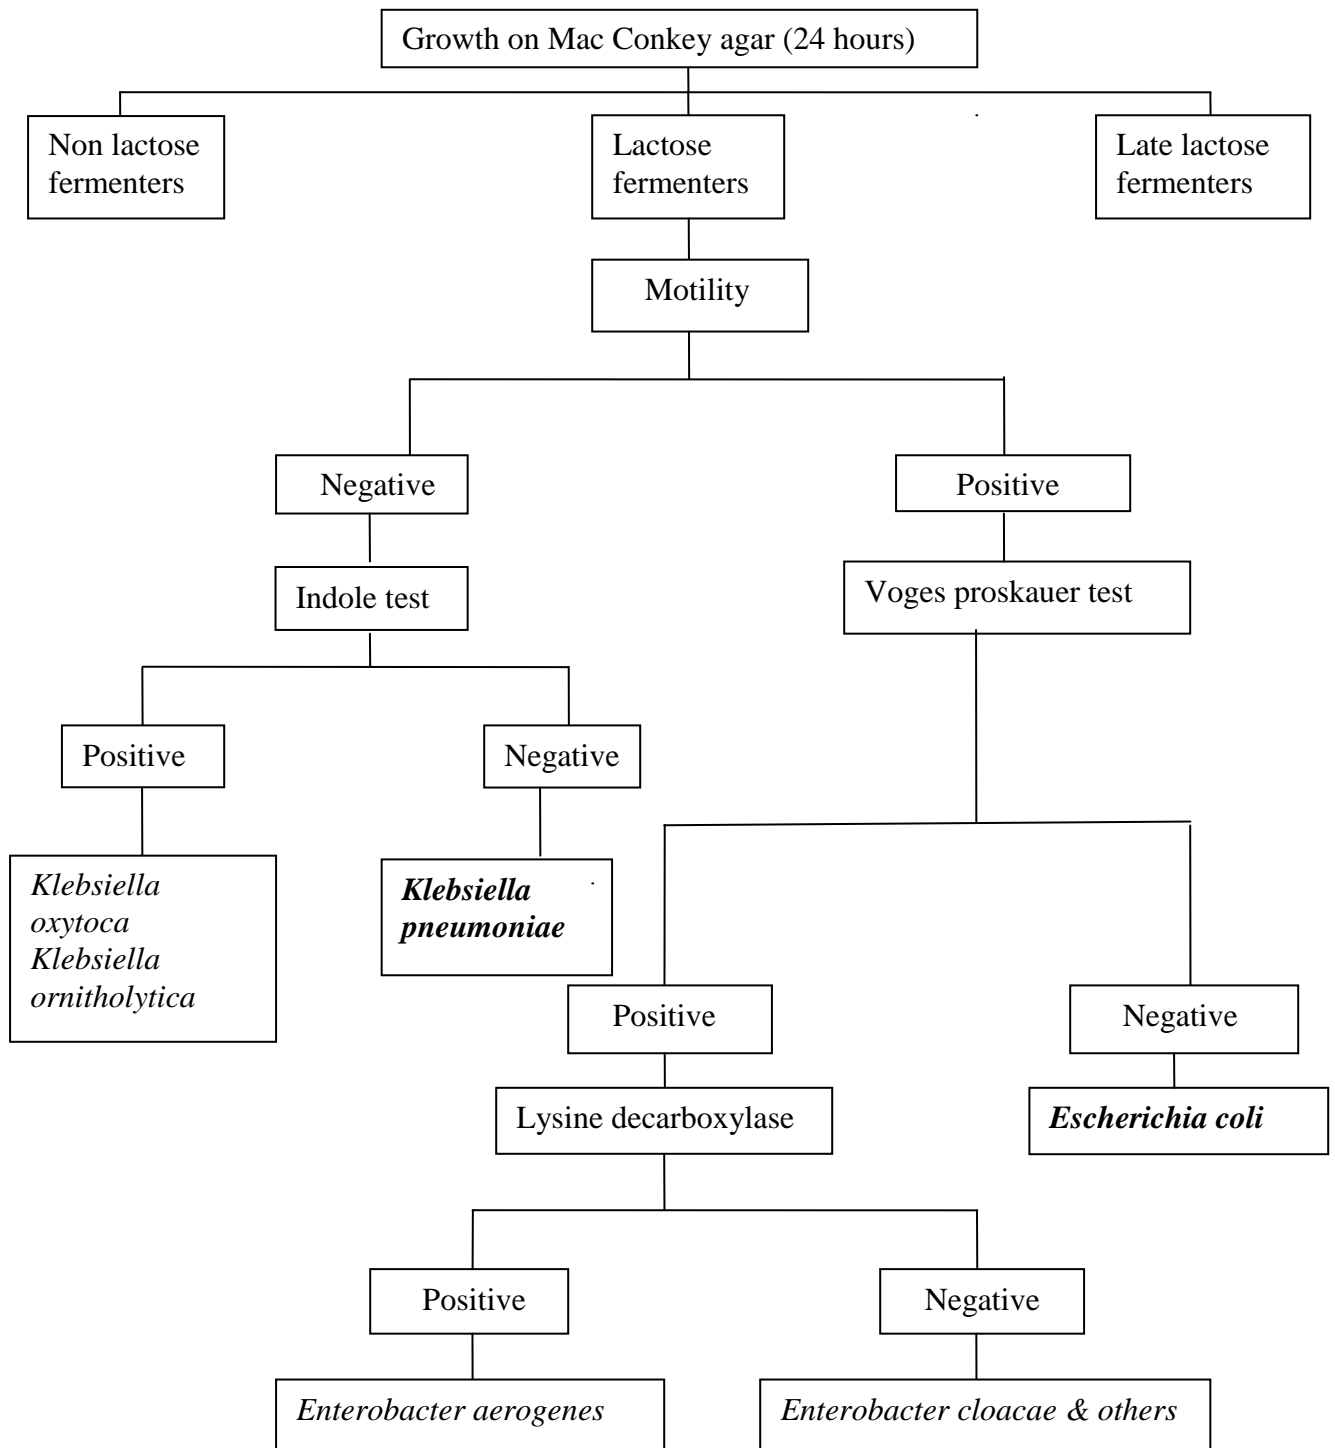 Growth on Mac Conkey agar (24 hours)
Non lactose
fermenters
Lactose
fermenters
Late lactose
fermenters
Motility
Negative
Positive
Indole test
Voges proskauer test
Positive
Negative
Klebsiella
oxytoca
Klebsiella
ornitholytica
Klebsiella
pneumoniae
Positive
Negative
Lysine decarboxylase
Escherichia coli
Positive
Negative
Enterobacter aerogenes
Enterobacter cloacae & others